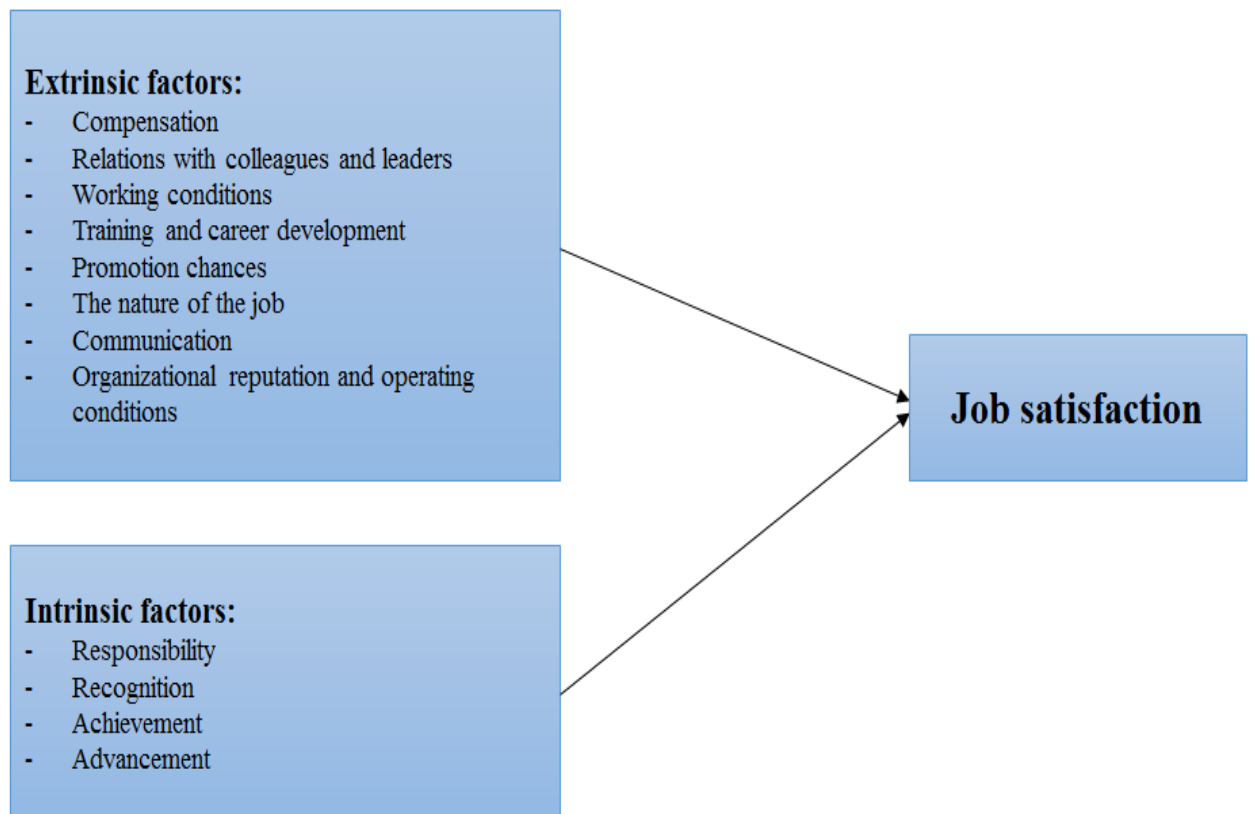 Extrinsic factors:
- Compensation
- Relations with colleagues and leaders
- Working conditions
- Training and career development
- Promotion chances
- The nature of the job
- Communication
- Organizational reputation and operating
conditions
Job satisfaction
Intrinsic factors:
- Responsibility
- Recognition
- Achievement
- Advancement